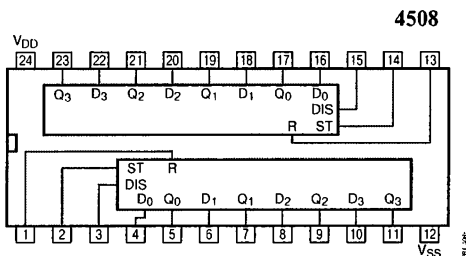 4508
V_DD
24 23 22 21 20 19 18 17 16 15 14 13
Q₃ D₃ Q₂ D₂ Q₁ D₁ Q₀ D₀
DIS
R ST
ST R
DIS
D₀ Q₀ D₁ Q₁ D₂ Q₂ D₃ Q₃
1 2 3 4 5 6 7 8 9 10 11 12
V_SS